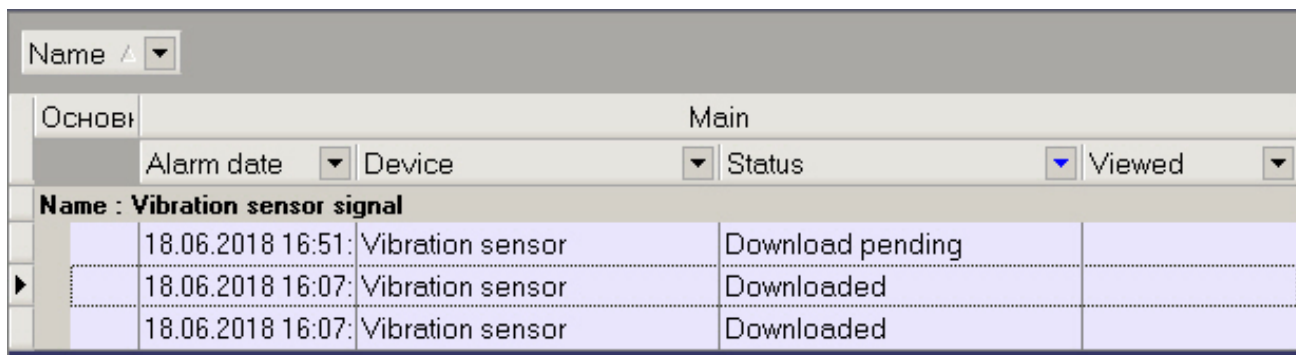 Name
Основн Main
Alarm date Device Status Viewed
Name : Vibration sensor signal
18.06.2018 16:51: Vibration sensor Download pending
18.06.2018 16:07: Vibration sensor Downloaded
18.06.2018 16:07: Vibration sensor Downloaded